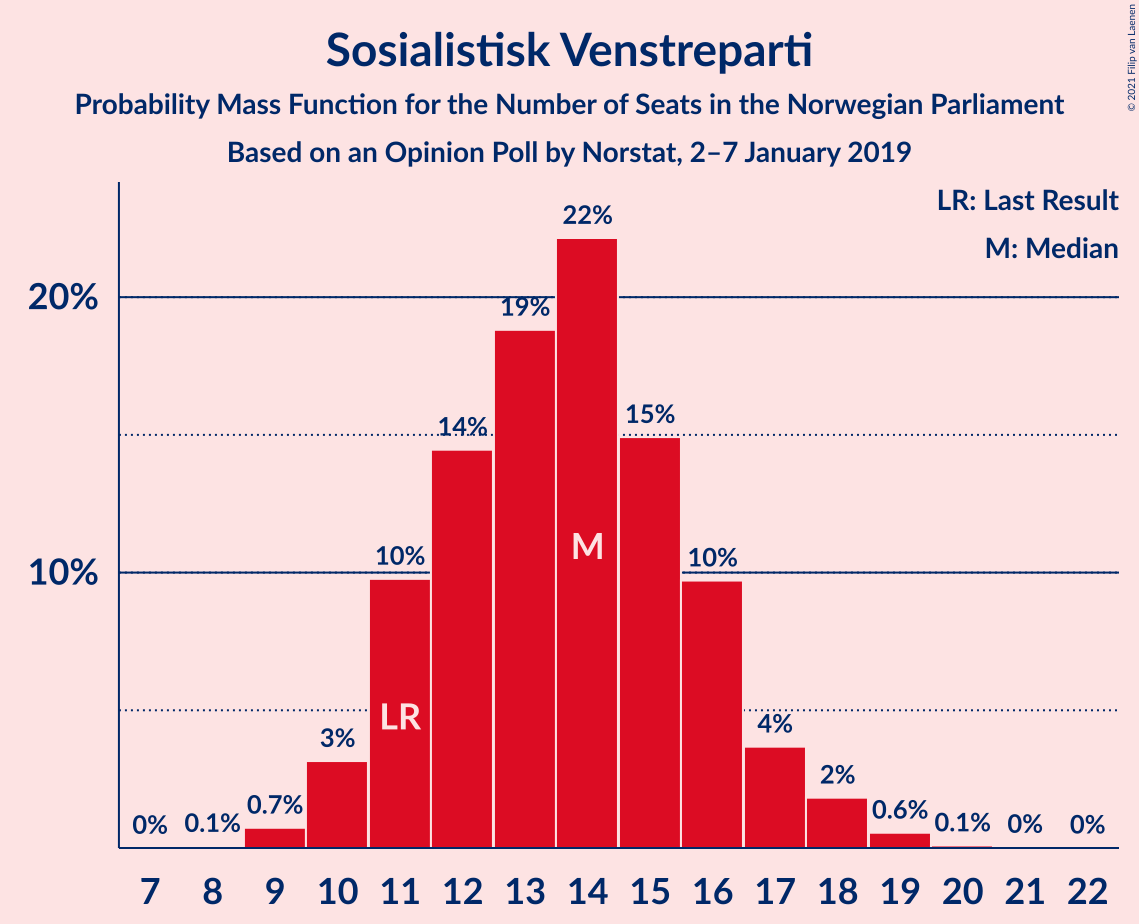 Sosialistisk Venstreparti
Probability Mass Function for the Number of Seats in the Norwegian Parliament
Based on an Opinion Poll by Norstat, 2–7 January 2019
© 2021 Filip van Laenen
LR: Last Result
M: Median
20%
10%
0%
0.1%
0.7%
3%
10%
14%
19%
22%
15%
10%
4%
2%
0.6%
0.1%
0%
0%
LR
M
7 8 9 10 11 12 13 14 15 16 17 18 19 20 21 22